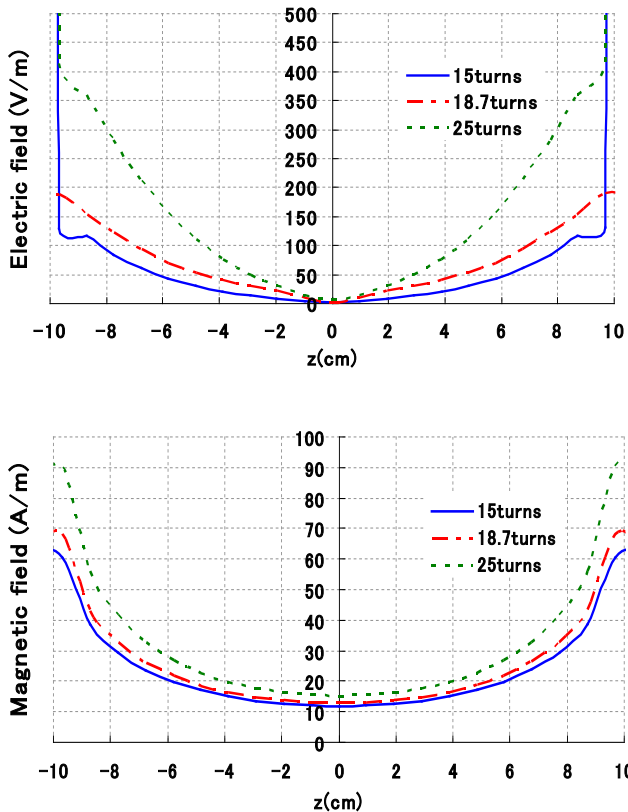 Electric field (V/m)
500
450
400
350
300
250
200
150
100
50
0
15turns
18.7turns
25turns
-10 -8 -6 -4 -2 0 2 4 6 8 10
z(cm)
Magnetic field (A/m)
100
90
80
70
60
50
40
30
20
10
0
15turns
18.7turns
25turns
-10 -8 -6 -4 -2 0 2 4 6 8 10
z(cm)